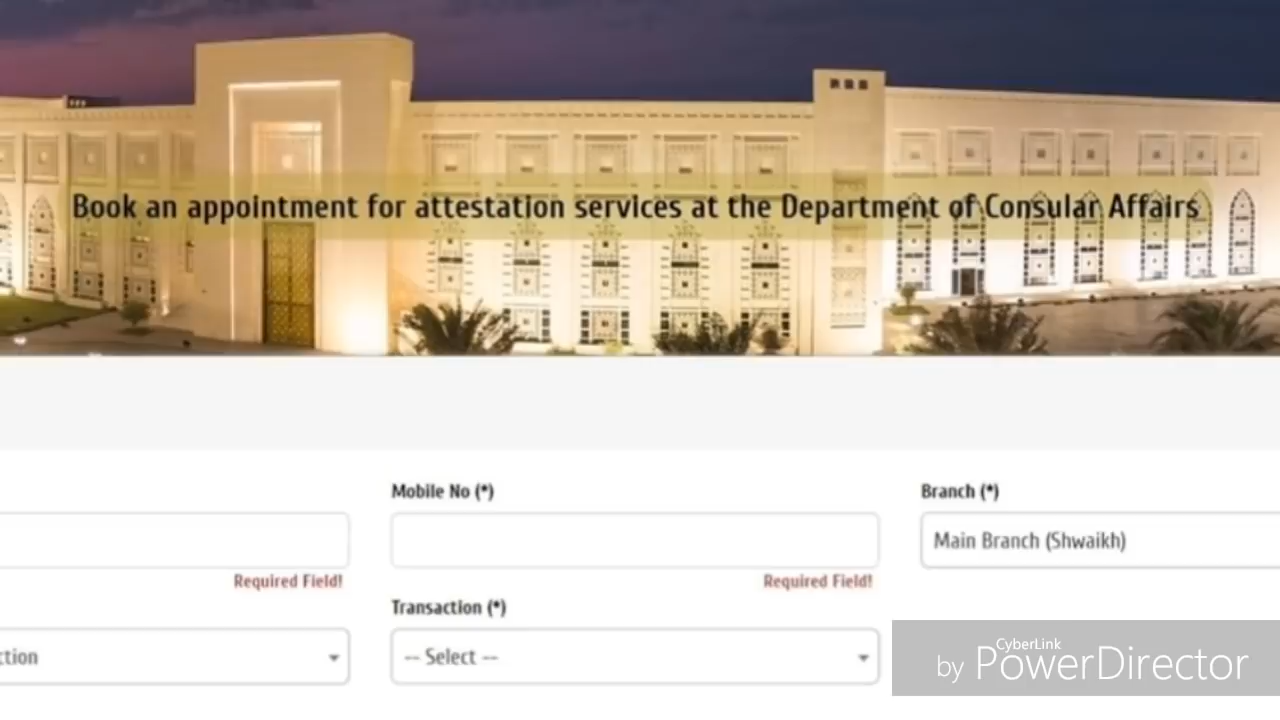 Book an appointment for attestation services at the Department of Consular Affairs
Mobile No (*)
Branch (*)
Main Branch (Shwaikh)
Required Field!
Required Field!
Transaction (*)
ction
-- Select --
CyberLink
by PowerDirector